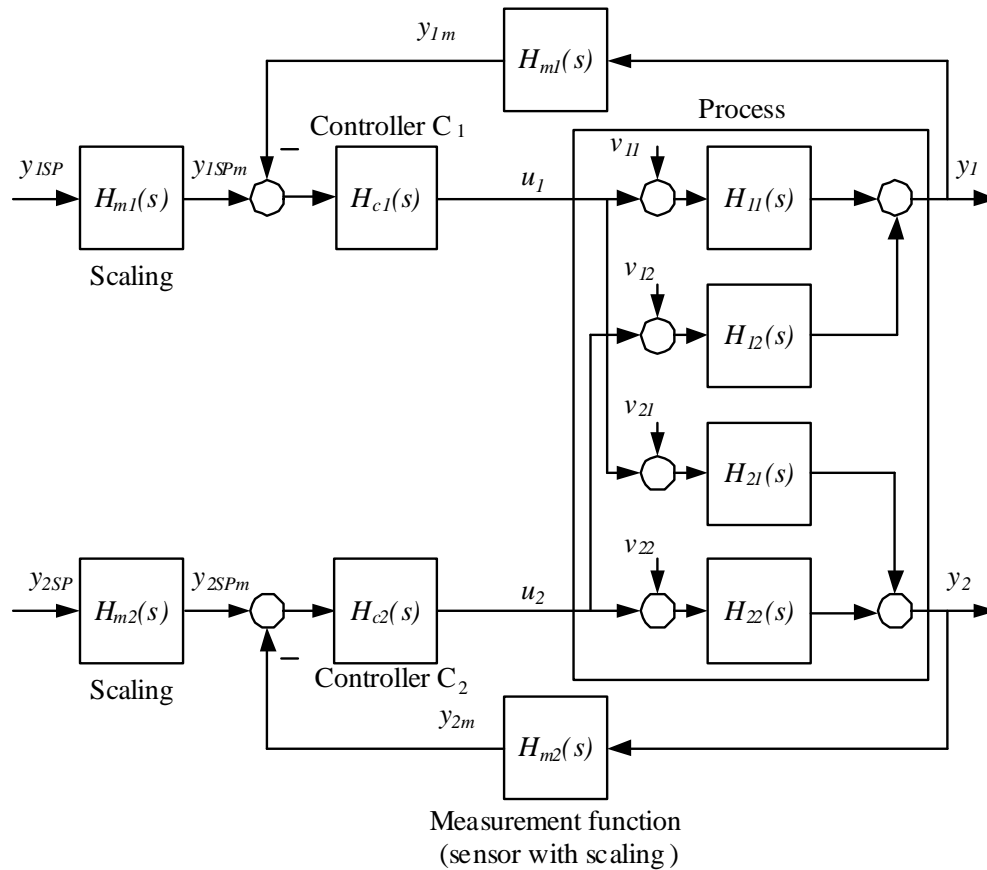 y1m
Hm1(s)
Process
Controller C1
y1SP
y1SPm
v11
u1
y1
Hm1(s)
Hc1(s)
H11(s)
Scaling
v12
H12(s)
v21
H21(s)
y2SP
y2SPm
v22
u2
y2
Hm2(s)
Hc2(s)
H22(s)
Scaling
Controller C2
y2m
Hm2(s)
Measurement function
(sensor with scaling)